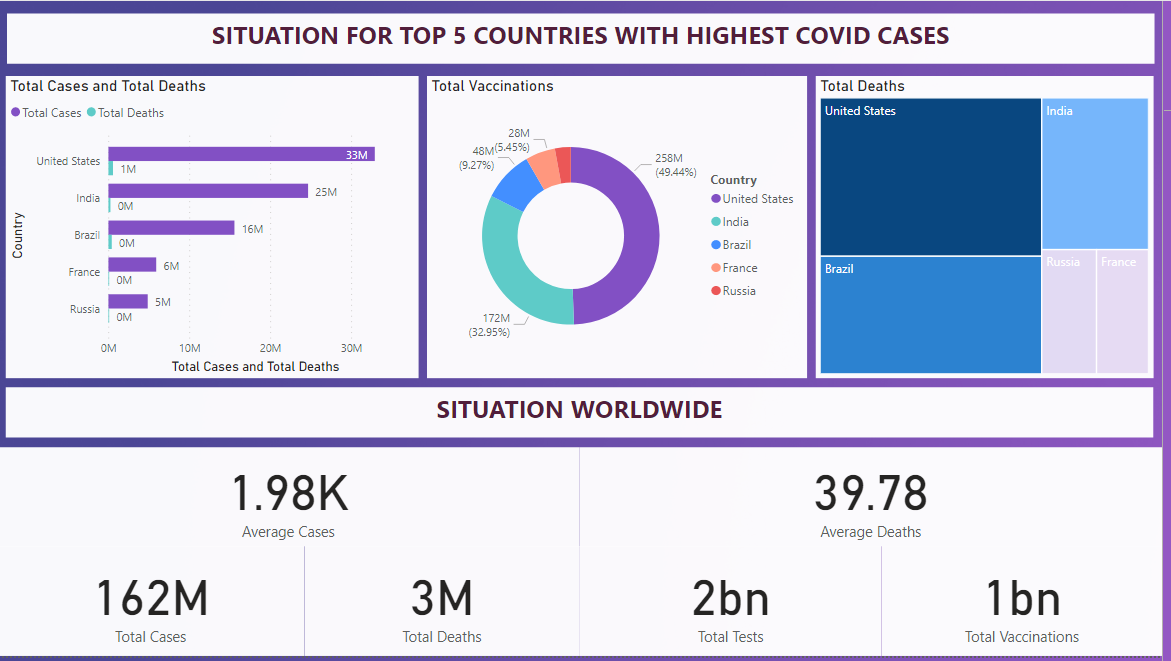 SITUATION FOR TOP 5 COUNTRIES WITH HIGHEST COVID CASES
Total Cases and Total Deaths
Total Cases Total Deaths
Country
United States
33M
1M
India
25M
0M
Brazil
16M
0M
France
6M
0M
Russia
5M
0M
0M 10M 20M 30M
Total Cases and Total Deaths
Total Vaccinations
28M
(5.45%)
48M
(9.27%)
258M
(49.44%)
172M
(32.95%)
Country
United States
India
Brazil
France
Russia
Total Deaths
United States
India
Brazil
Russia
France
SITUATION WORLDWIDE
1.98K
Average Cases
39.78
Average Deaths
162M
Total Cases
3M
Total Deaths
2bn
Total Tests
1bn
Total Vaccinations